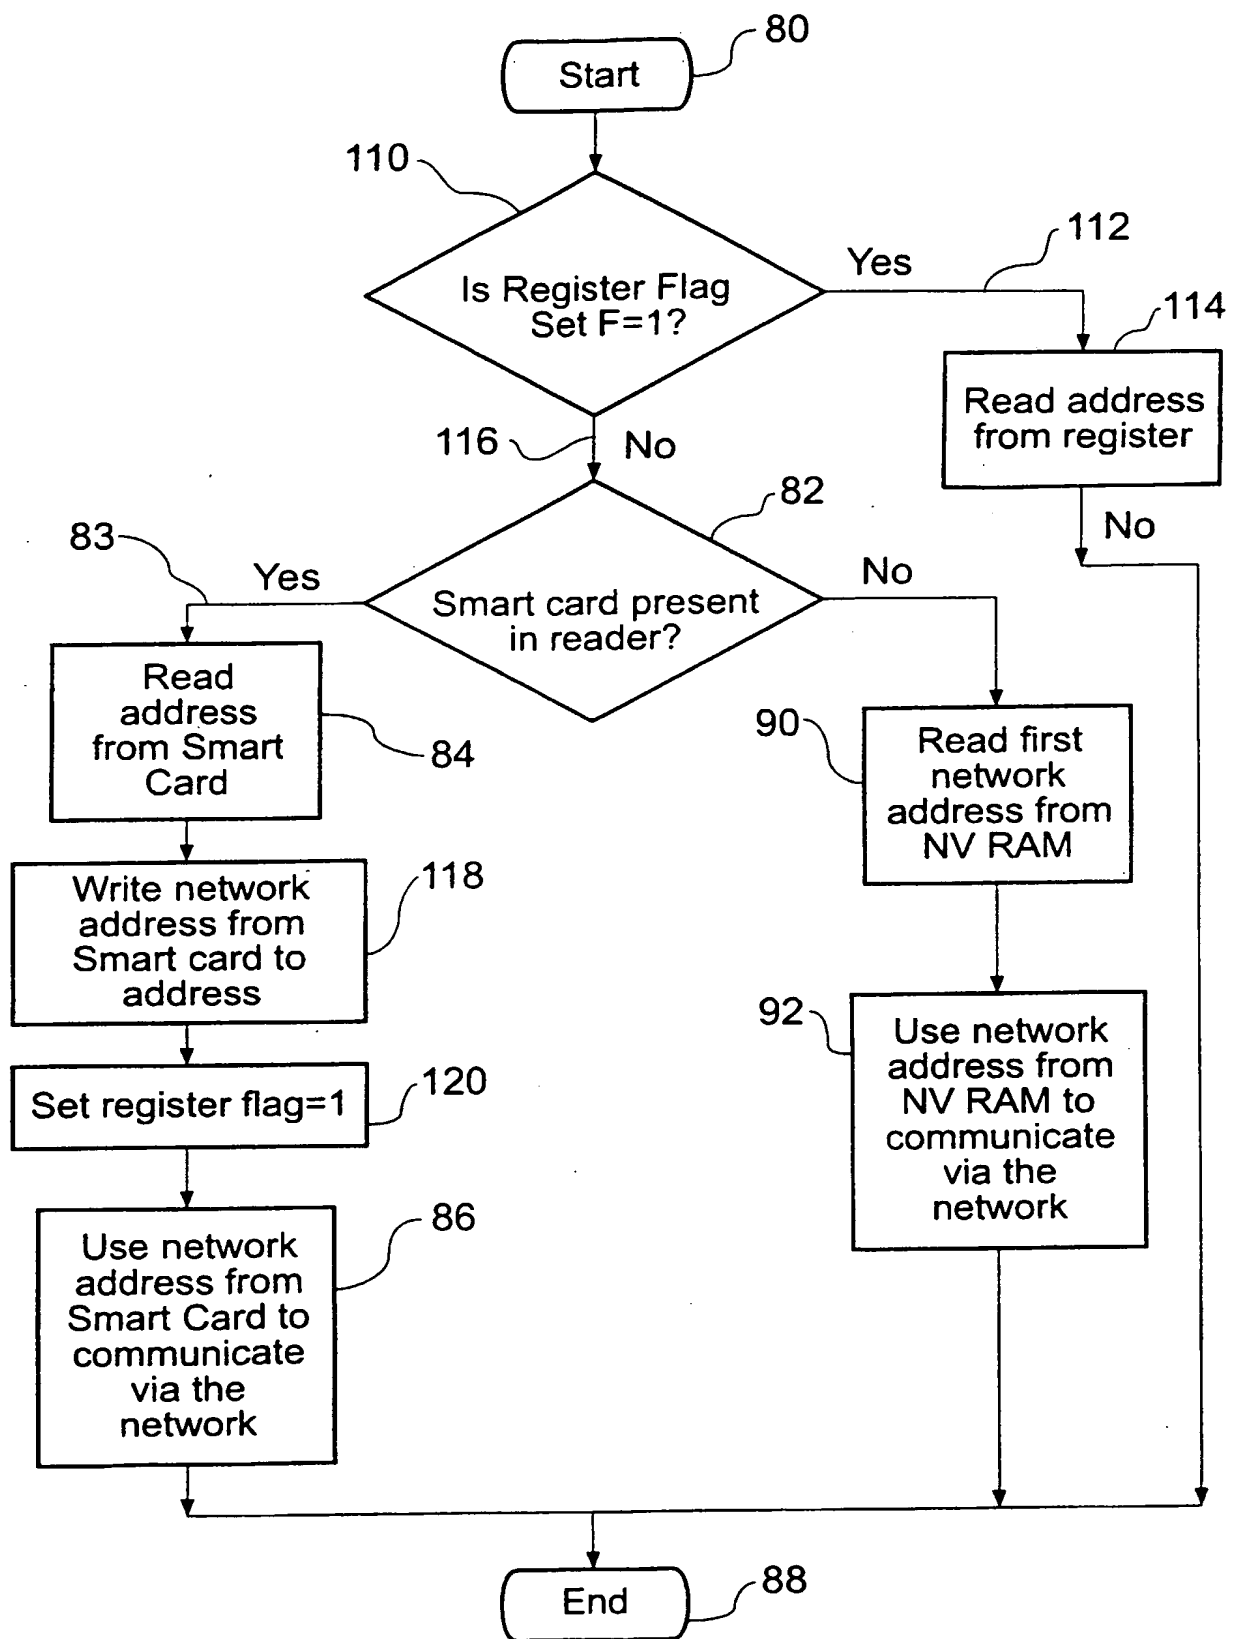 80
Start
110
112
Yes
Is Register Flag
Set F=1?
114
Read address
from register
116
No
82
No
83
Yes
No
Smart card present
in reader?
Read
address
from Smart
Card
84
90
Read first
network
address from
NV RAM
Write network
address from
Smart card to
address
118
92
Use network
address from
NV RAM to
communicate
via the
network
Set register flag=1
120
86
Use network
address from
Smart Card to
communicate
via the
network
End
88